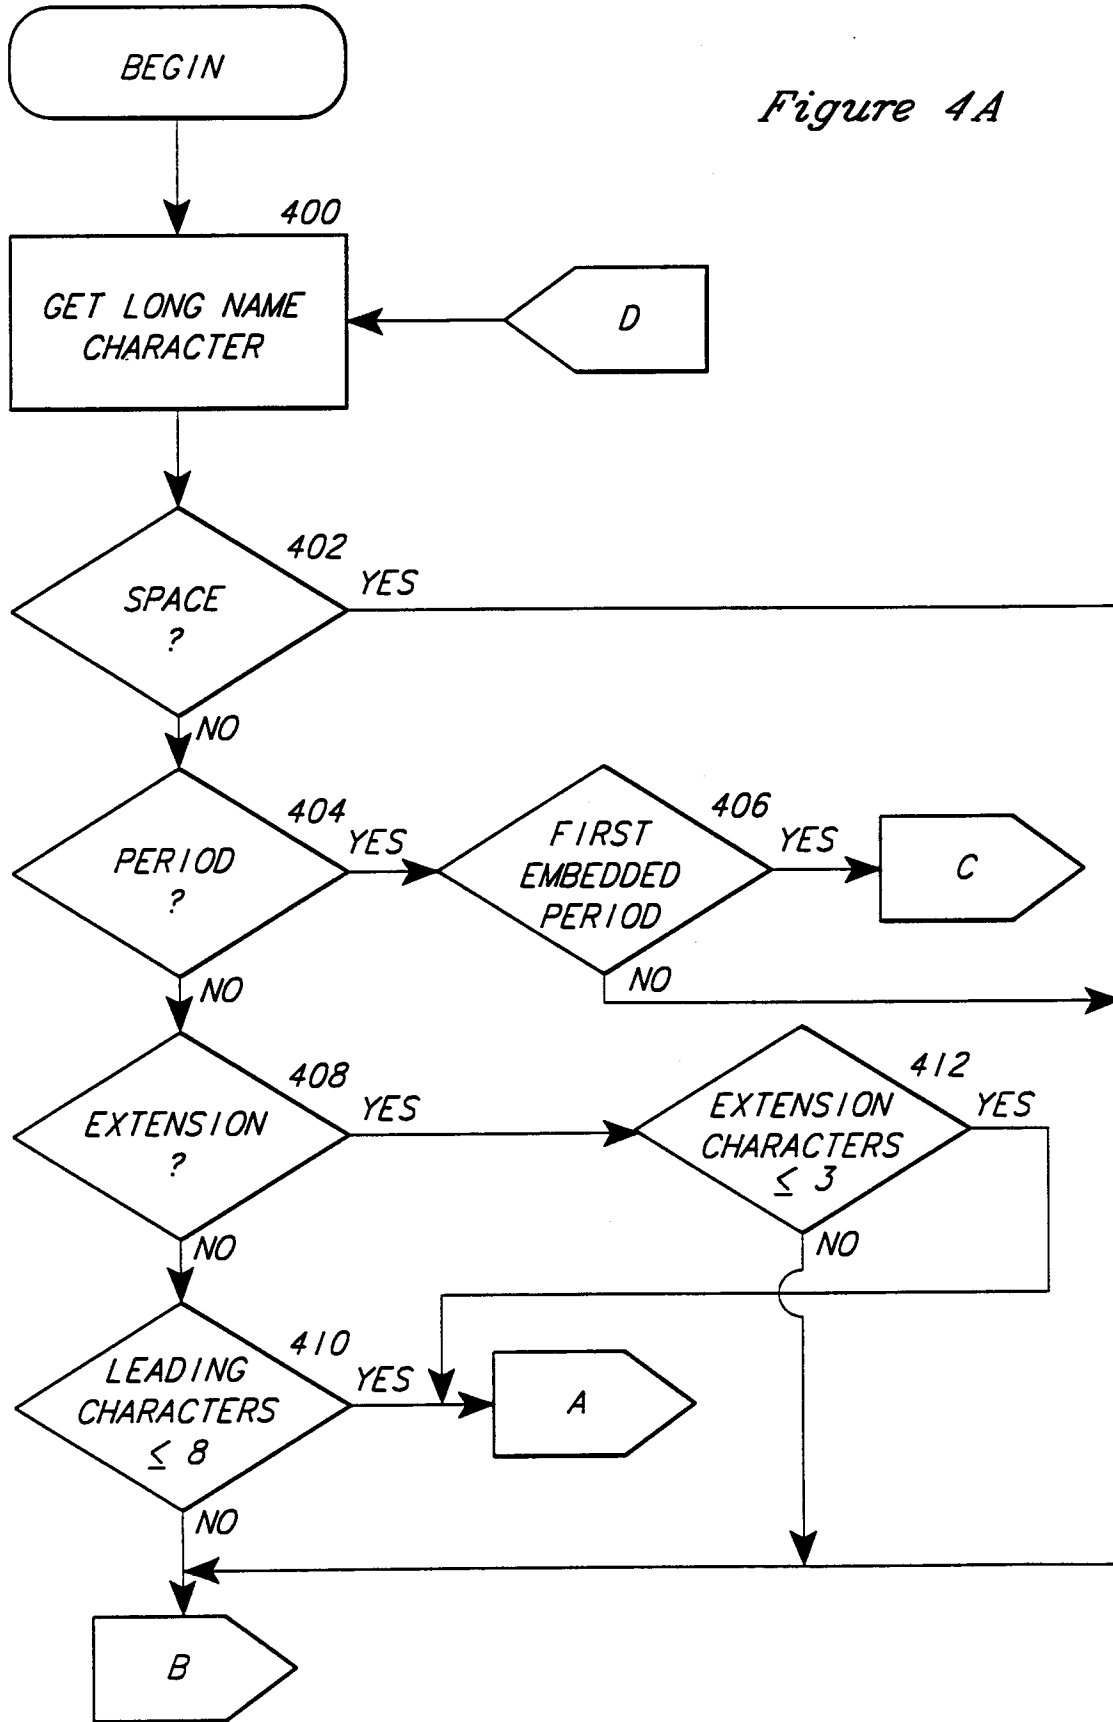 BEGIN
Figure 4A
400
GET LONG NAME
CHARACTER
D
402
SPACE
?
YES
NO
404
PERIOD
?
YES
406
FIRST
EMBEDDED
PERIOD
YES
C
NO
NO
408
EXTENSION
?
YES
412
EXTENSION
CHARACTERS
≤ 3
YES
NO
NO
410
LEADING
CHARACTERS
≤ 8
YES
A
NO
B